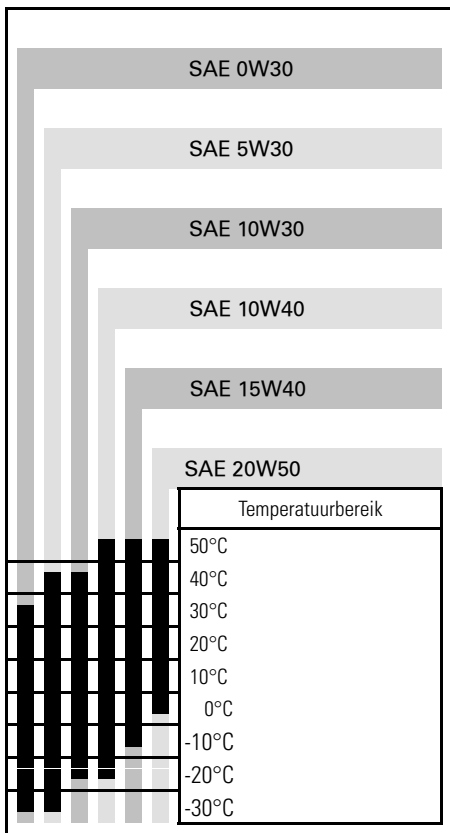 SAE 0W30
SAE 5W30
SAE 10W30
SAE 10W40
SAE 15W40
SAE 20W50
Temperatuurbereik
50°C
40°C
30°C
20°C
10°C
0°C
-10°C
-20°C
-30°C